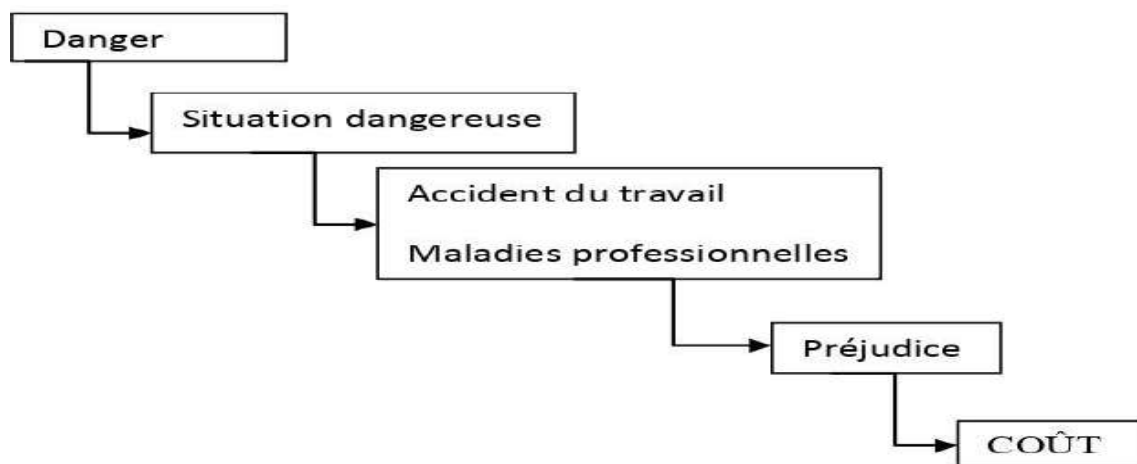 Danger
Situation dangereuse
Accident du travail
Maladies professionnelles
Préjudice
COÛT